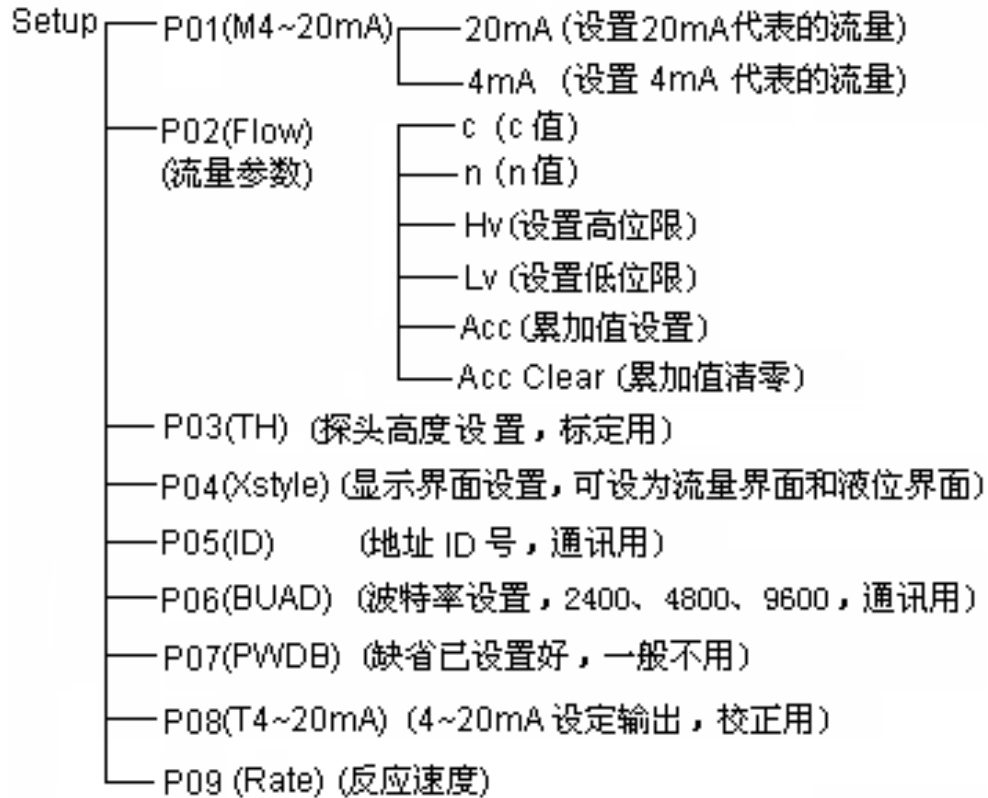 Setup P01(M4~20mA) 20mA (设置20mA代表的流量)
4mA (设置 4mA 代表的流量)
P02(Flow) c (c 值)
(流量参数) n (n值)
Hv(设置高位限)
Lv (设置低位限)
Acc(累加值设置)
Acc Clear (累加值清零)
P03(TH) (探头高度设置，标定用)
P04(Xstyle) (显示界面设置，可设为流量界面和液位界面)
P05(ID) (地址 ID 号，通讯用)
P06(BUAD) (波特率设置，2400、4800、9600，通讯用)
P07(PWDB) (缺省已设置好，一般不用)
P08(T4~20mA) (4~20mA 设定输出，校正用)
P09 (Rate) (反应速度)